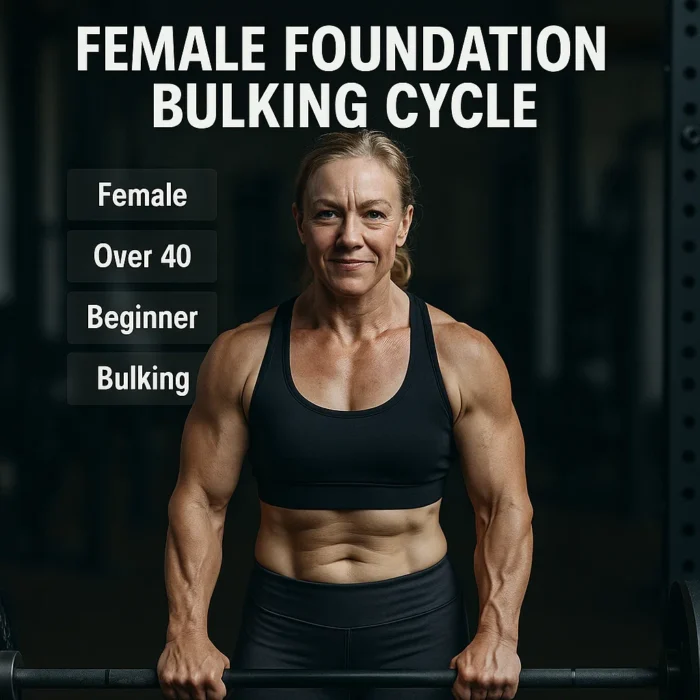 FEMALE FOUNDATION
BULKING CYCLE
Female
Over 40
Beginner
Bulking